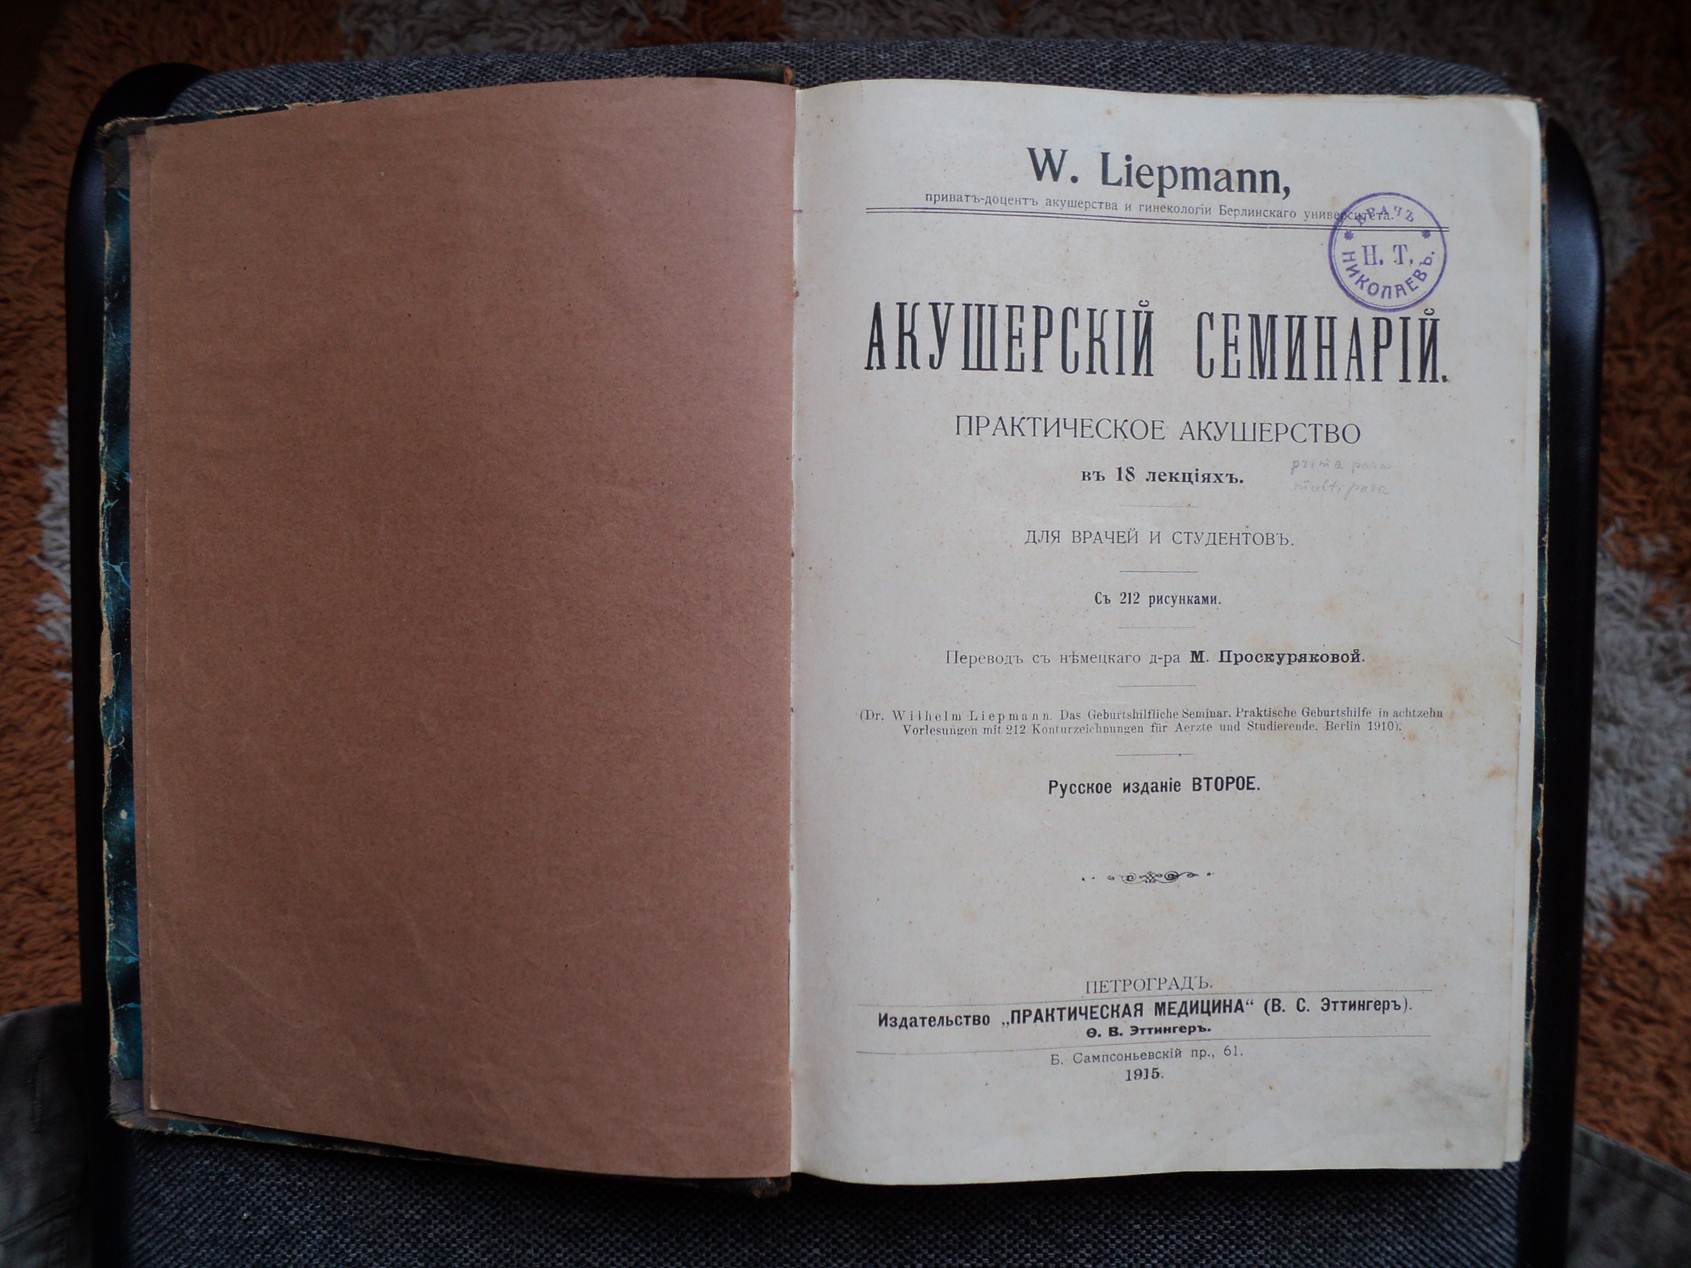 W. Liepmann,
приватъ-доцентъ акушерства и гинекологіи Берлинскаго университета.
ВРАЧЪ
Н. Т.
НИКОЛАЕВЪ.
АКУШЕРСКІЙ СЕМИНАРІЙ.
ПРАКТИЧЕСКОЕ АКУШЕРСТВО
въ 18 лекціяхъ.
prima para
multipara
ДЛЯ ВРАЧЕЙ И СТУДЕНТОВЪ.
Съ 212 рисунками.
Переводъ съ нѣмецкаго д-ра М. Проскуряковой.
(Dr. Wilhelm Liepmann. Das Geburtshilfliche Seminar. Praktische Geburtshilfe in achtzehn
Vorlesungen mit 212 Konturzeichnungen für Aerzte und Studierende. Berlin 1910).
Русское изданіе ВТОРОЕ.
ПЕТРОГРАДЪ.
Издательство „ПРАКТИЧЕСКАЯ МЕДИЦИНА“ (В. С. Эттингеръ).
Ѳ. В. Эттингеръ.
Б. Сампсоньевскій пр., 61.
1915.